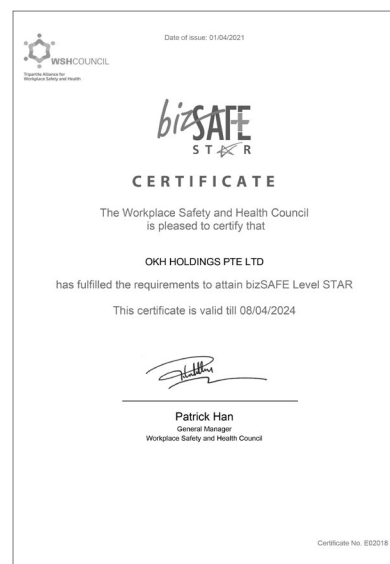 Date of issue: 01/04/2021
WSHCOUNCIL
Tripartite Alliance for
Workplace Safety and Health
bizSAFE
STAR
CERTIFICATE
The Workplace Safety and Health Council
is pleased to certify that
OKH HOLDINGS PTE LTD
has fulfilled the requirements to attain bizSAFE Level STAR
This certificate is valid till 08/04/2024
Patrick Han
General Manager
Workplace Safety and Health Council
Certificate No. E02018